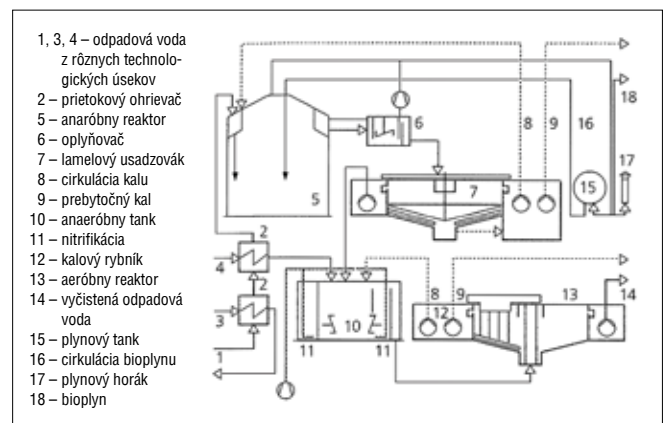 1, 3, 4 – odpadová voda
z rôznych technolo-
gických úsekov
2 – prietokový ohrievač
5 – anaróbny reaktor
6 – oplyňovač
7 – lamelový usadzovák
8 – cirkulácia kalu
9 – prebytočný kal
10 – anaeróbny tank
11 – nitrifikácia
12 – kalový rybník
13 – aeróbny reaktor
14 – vyčistená odpadová
voda
15 – plynový tank
16 – cirkulácia bioplynu
17 – plynový horák
18 – bioplyn
18
6
8
9
16
17
7
15
5
2
4
2
3
1
8
9
12
13
14
10
11
11